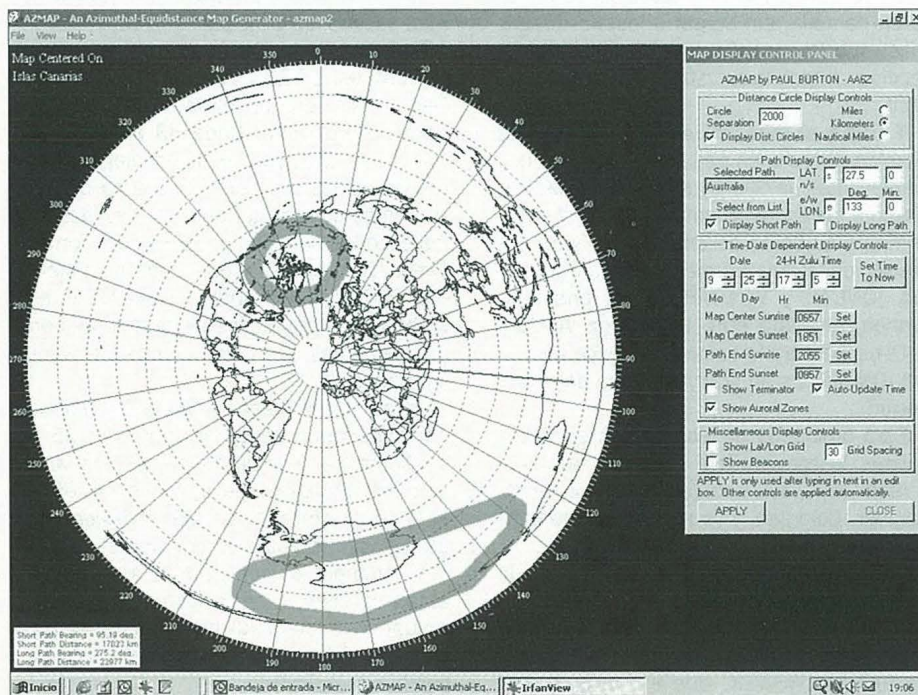 AZMAP - An Azimuthal-Equidistance Map Generator - azmap2
File View Help
Map Centered On
Islas Canarias
0
10
20
30
40
50
60
70
80
90
100
110
120
130
140
150
160
170
180
190
200
210
220
230
240
250
260
270
280
290
300
310
320
330
340
350
Short Path Bearing = 95.19 deg.
Short Path Distance = 17023 km
Long Path Bearing = 275.2 deg.
Long Path Distance = 22977 km
MAP DISPLAY CONTROL PANEL
AZMAP by PAUL BURTON - AA6Z
Distance Circle Display Controls
Circle Separation 2000
Miles
Kilometers
Display Dist. Circles Nautical Miles
Path Display Controls
Selected Path LAT. n/s s 27.5 0
Australia
Deg. Min.
Select from List e/w LON. e 133 0
Display Short Path Display Long Path
Time-Date Dependent Display Controls
Date 24-H Zulu Time
9 25 17 5 Set Time To Now
Mo Day Hr Min
Map Center Sunrise 0657 Set
Map Center Sunset 1851 Set
Path End Sunrise 2055 Set
Path End Sunset 0957 Set
Show Terminator Auto-Update Time
Show Auroral Zones
Miscellaneous Display Controls
Show Lat/Lon Grid
30 Grid Spacing
Show Beacons
APPLY is only used after typing in text in an edit
box. Other controls are applied automatically.
APPLY CLOSE
Inicio Bandeja de entrada - Micr... AZMAP - An Azimuthal-Eq... IrfanView 19:06